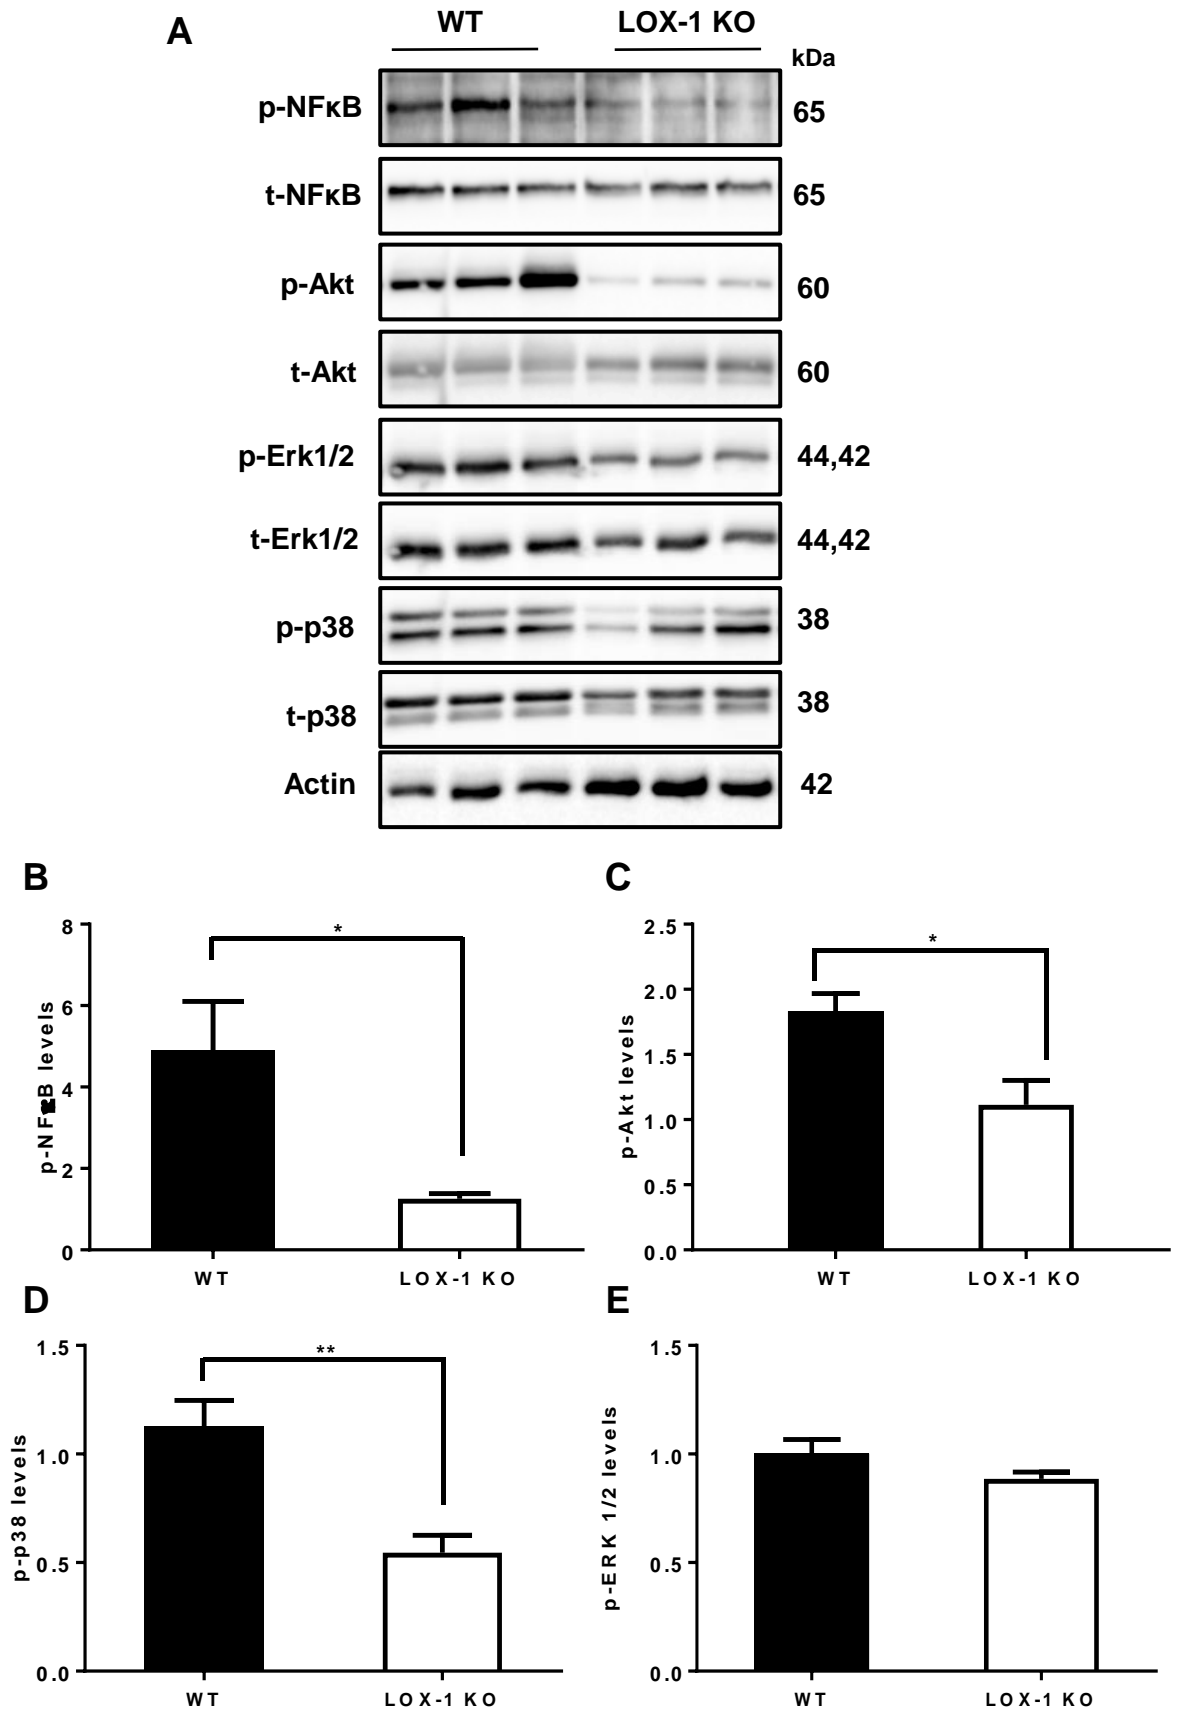 A
WT LOX-1 KO
kDa
p-NFκB 65
t-NFκB 65
p-Akt 60
t-Akt 60
p-Erk1/2 44,42
t-Erk1/2 44,42
p-p38 38
t-p38 38
Actin 42
B
8
6
4
2
0
p-NFκB levels
*
WT LOX-1 KO
C
2.5
2.0
1.5
1.0
0.5
0.0
p-Akt levels
*
WT LOX-1 KO
D
1.5
1.0
0.5
0.0
p-p38 levels
**
WT LOX-1 KO
E
1.5
1.0
0.5
0.0
p-ERK 1/2 levels
WT LOX-1 KO